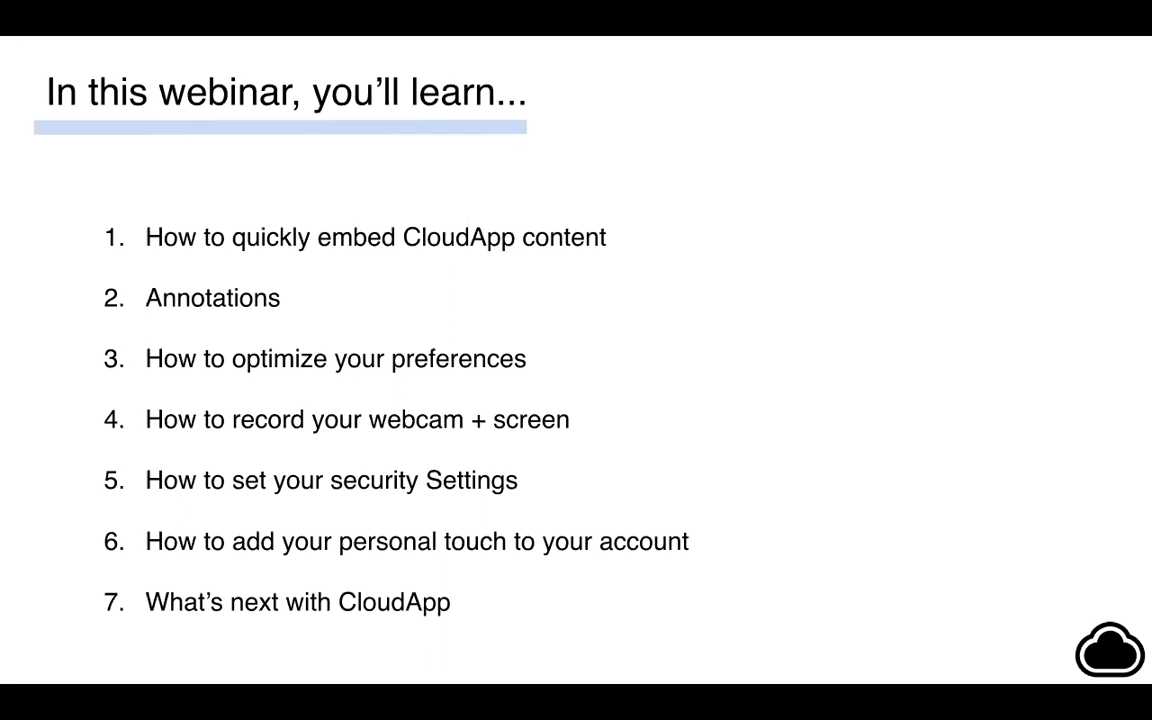 In this webinar, you’ll learn...
1. How to quickly embed CloudApp content
2. Annotations
3. How to optimize your preferences
4. How to record your webcam + screen
5. How to set your security Settings
6. How to add your personal touch to your account
7. What’s next with CloudApp